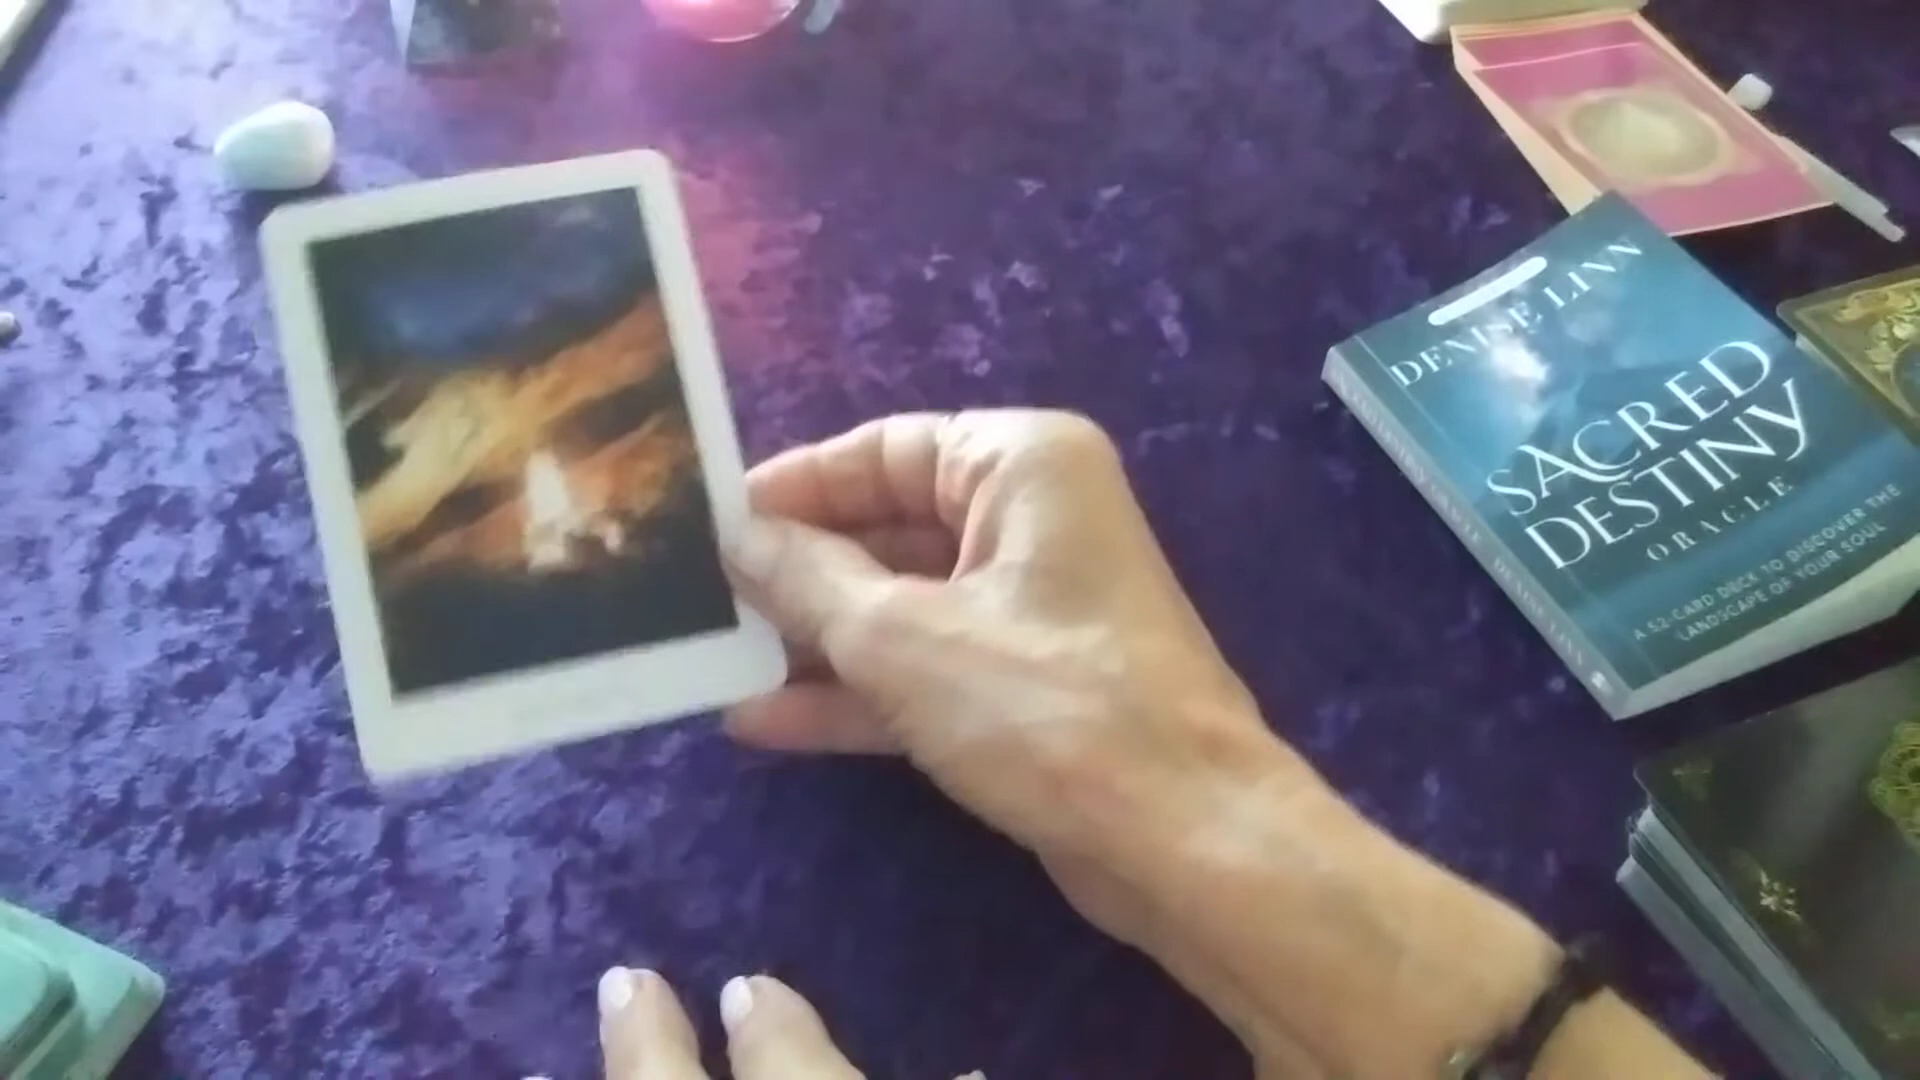 DENISE LINN
SACRED
DESTINY
ORACLE
A 52-CARD DECK TO DISCOVER THE
LANDSCAPE OF YOUR SOUL